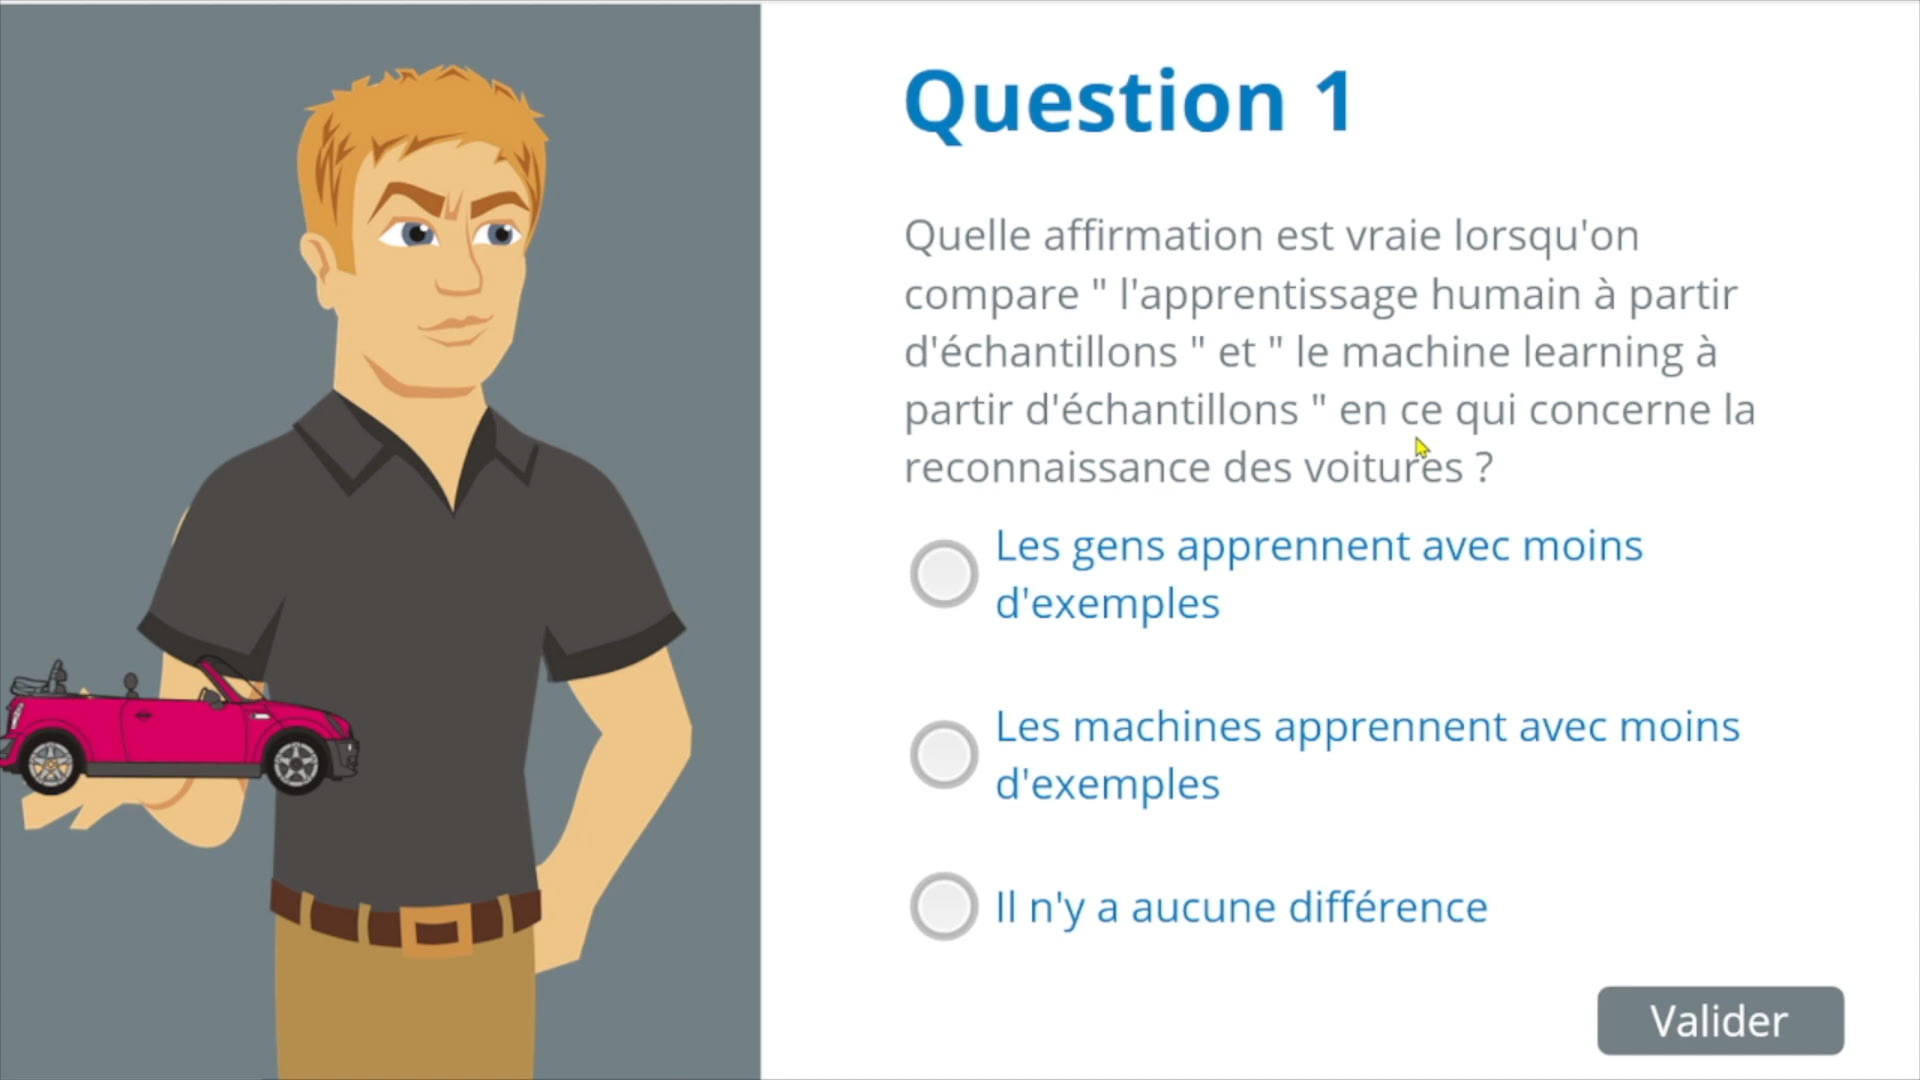 Question 1
Quelle affirmation est vraie lorsqu'on
compare " l'apprentissage humain à partir
d'échantillons " et " le machine learning à
partir d'échantillons " en ce qui concerne la
reconnaissance des voitures ?
Les gens apprennent avec moins
d'exemples
Les machines apprennent avec moins
d'exemples
Il n'y a aucune différence
Valider